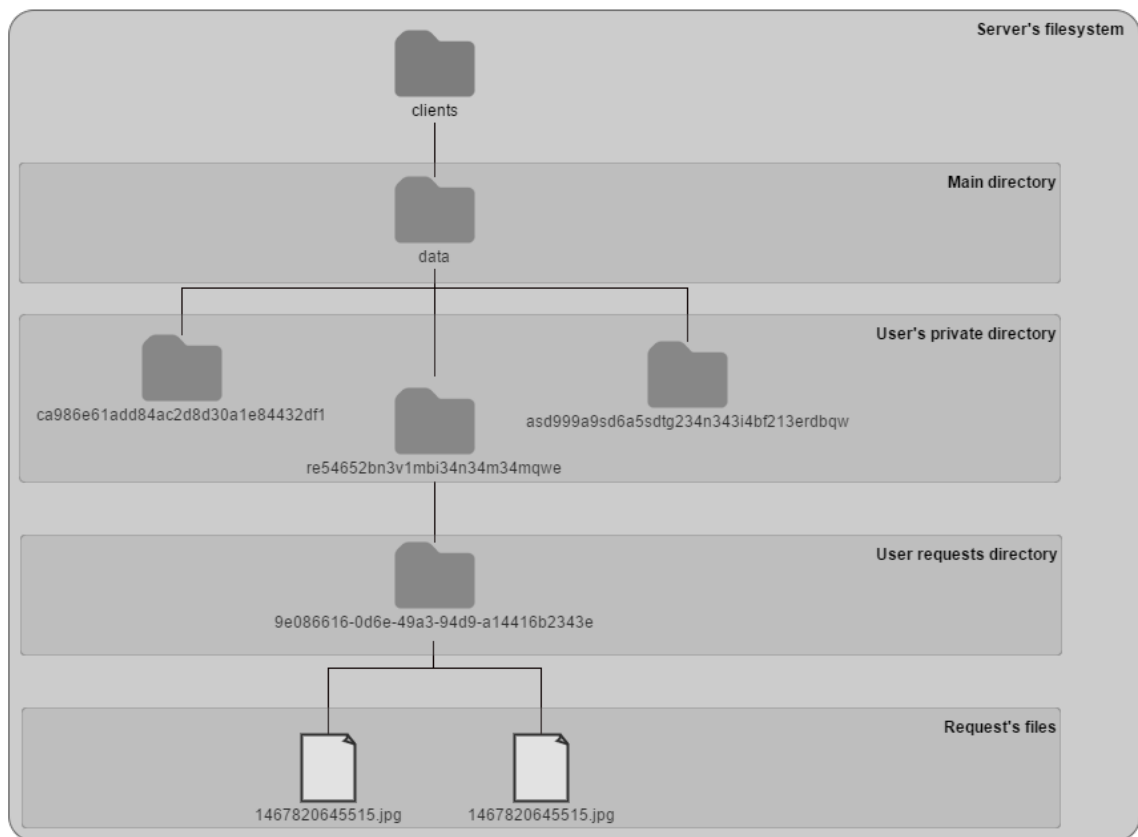 Server's filesystem
clients
Main directory
data
User's private directory
ca986e61add84ac2d8d30a1e84432df1
asd999a9sd6a5sdtg234n343i4bf213erdbqw
re54652bn3v1mbi34n34m34mqwe
User requests directory
9e086616-0d6e-49a3-94d9-a14416b2343e
Request's files
1467820645515.jpg
1467820645515.jpg